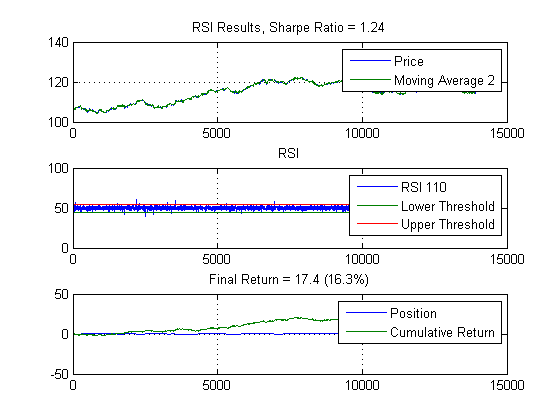 RSI Results, Sharpe Ratio = 1.24
140
120
100
Price
Moving Average 2
0 5000 10000 15000
RSI
100
50
0
RSI 110
Lower Threshold
Upper Threshold
0 5000 10000 15000
Final Return = 17.4 (16.3%)
50
0
-50
Position
Cumulative Return
0 5000 10000 15000